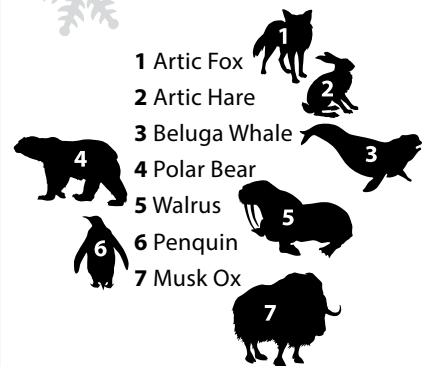 1 Artic Fox
2 Artic Hare
3 Beluga Whale
4 Polar Bear
5 Walrus
6 Penquin
7 Musk Ox
1
2
3
4
5
6
7